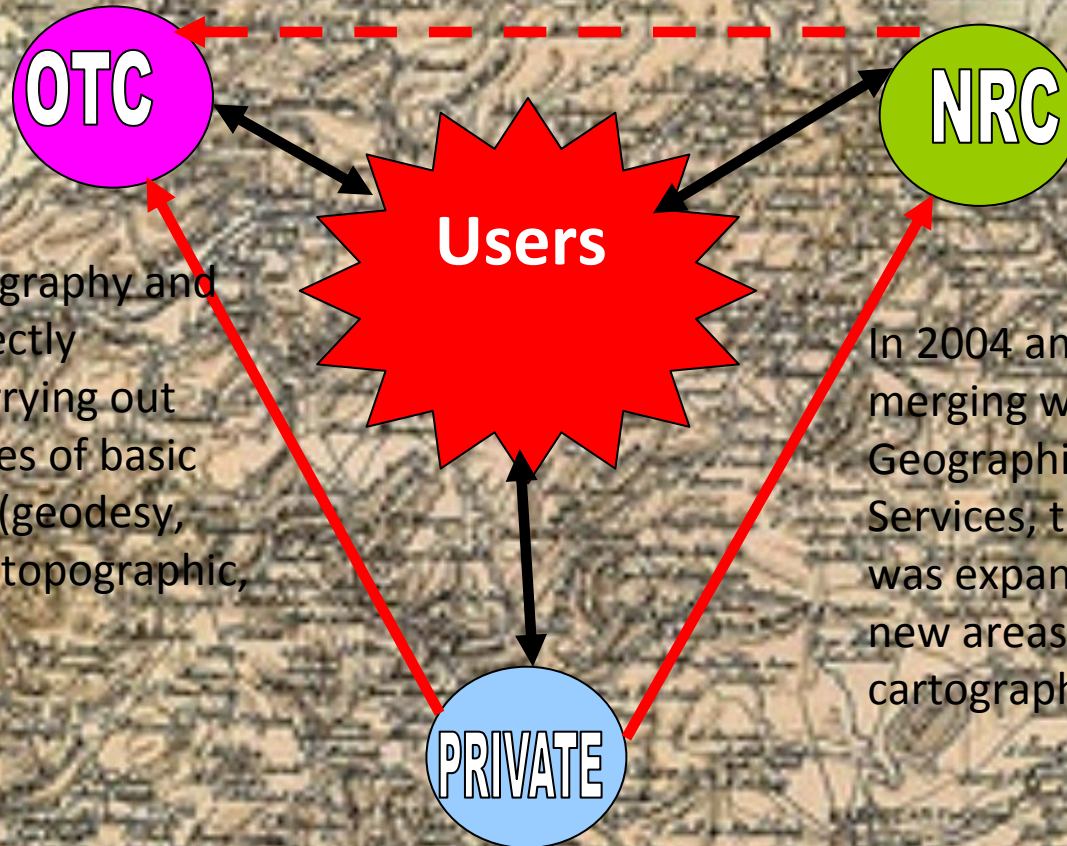 OTC
NRC
Users
graphy and
ectly
rrying out
es of basic
(geodesy,
topographic,
In 2004 an
merging w
Geographi
Services, t
was expan
new areas
cartograph
PRIVATE